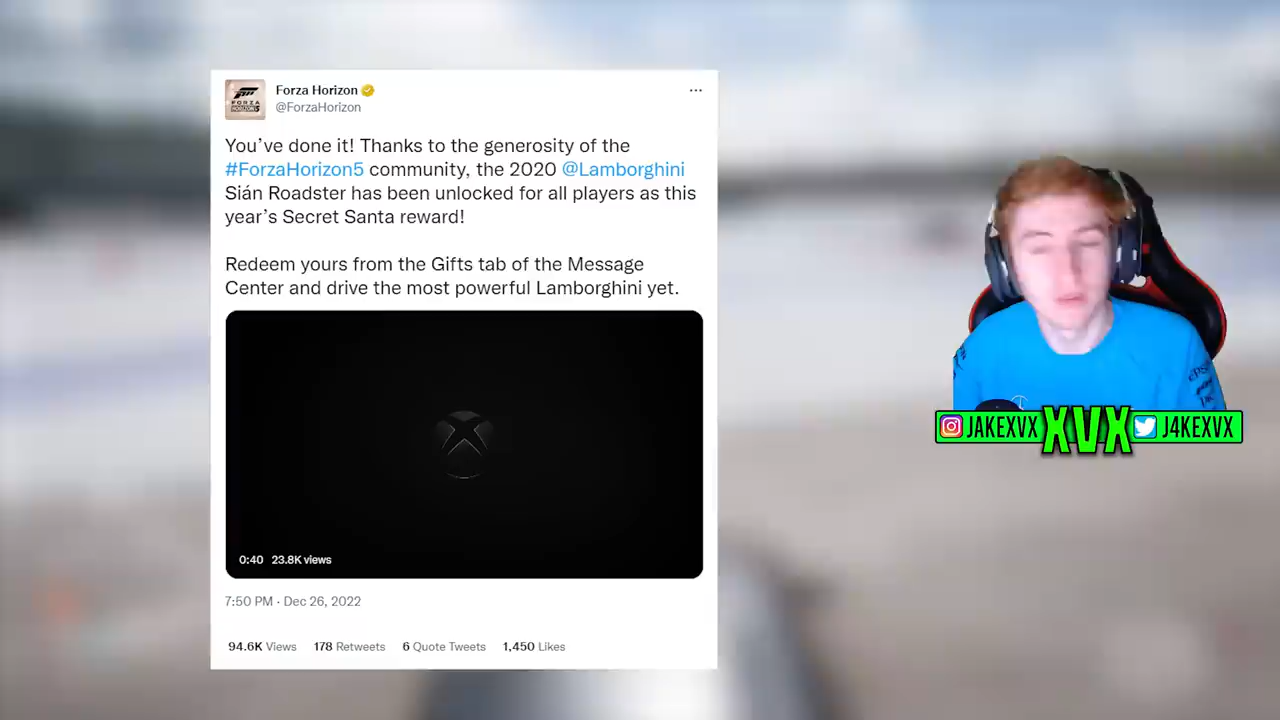 Forza Horizon
@ForzaHorizon
FORZA
HORIZON 5
You've done it! Thanks to the generosity of the
#ForzaHorizon5 community, the 2020 @Lamborghini
Sián Roadster has been unlocked for all players as this
year's Secret Santa reward!
Redeem yours from the Gifts tab of the Message
Center and drive the most powerful Lamborghini yet.
0:40 23.8K views
7:50 PM · Dec 26, 2022
94.6K Views 178 Retweets 6 Quote Tweets 1,450 Likes
JAKEXVX XVX J4KEXVX